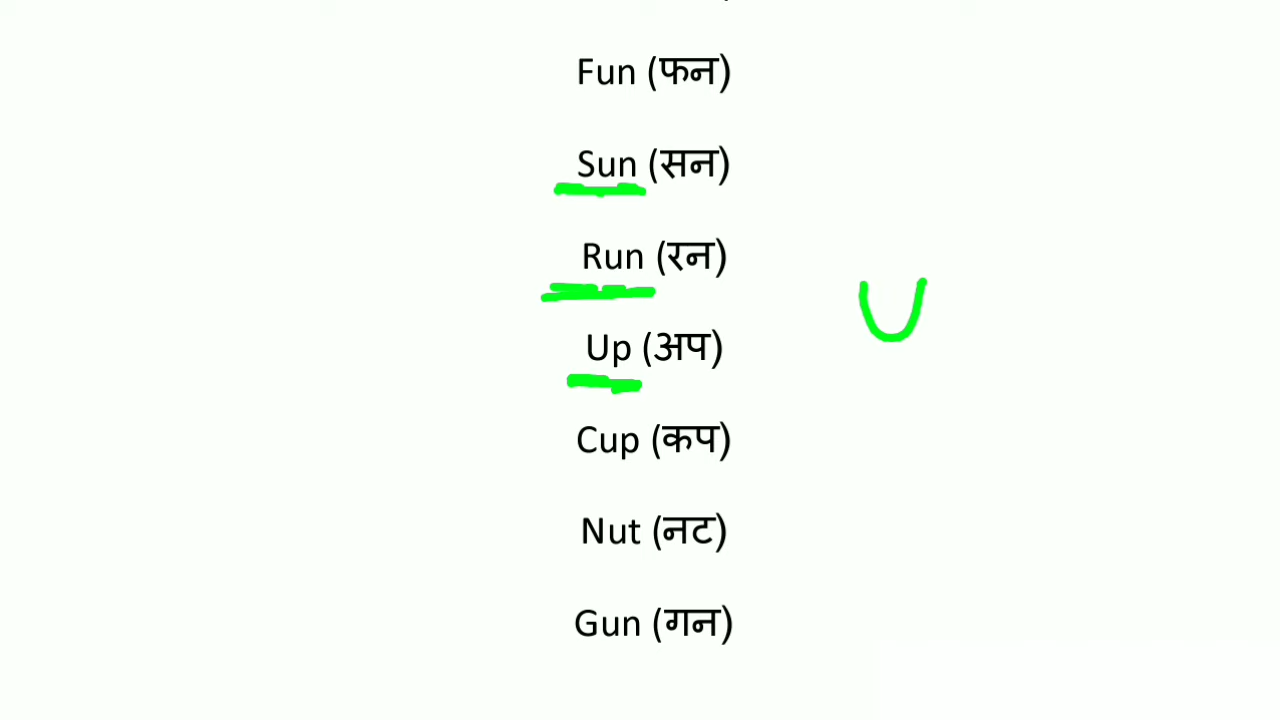 Fun (फन)
Sun (सन)
Run (रन)
U
Up (अप)
Cup (कप)
Nut (नट)
Gun (गन)